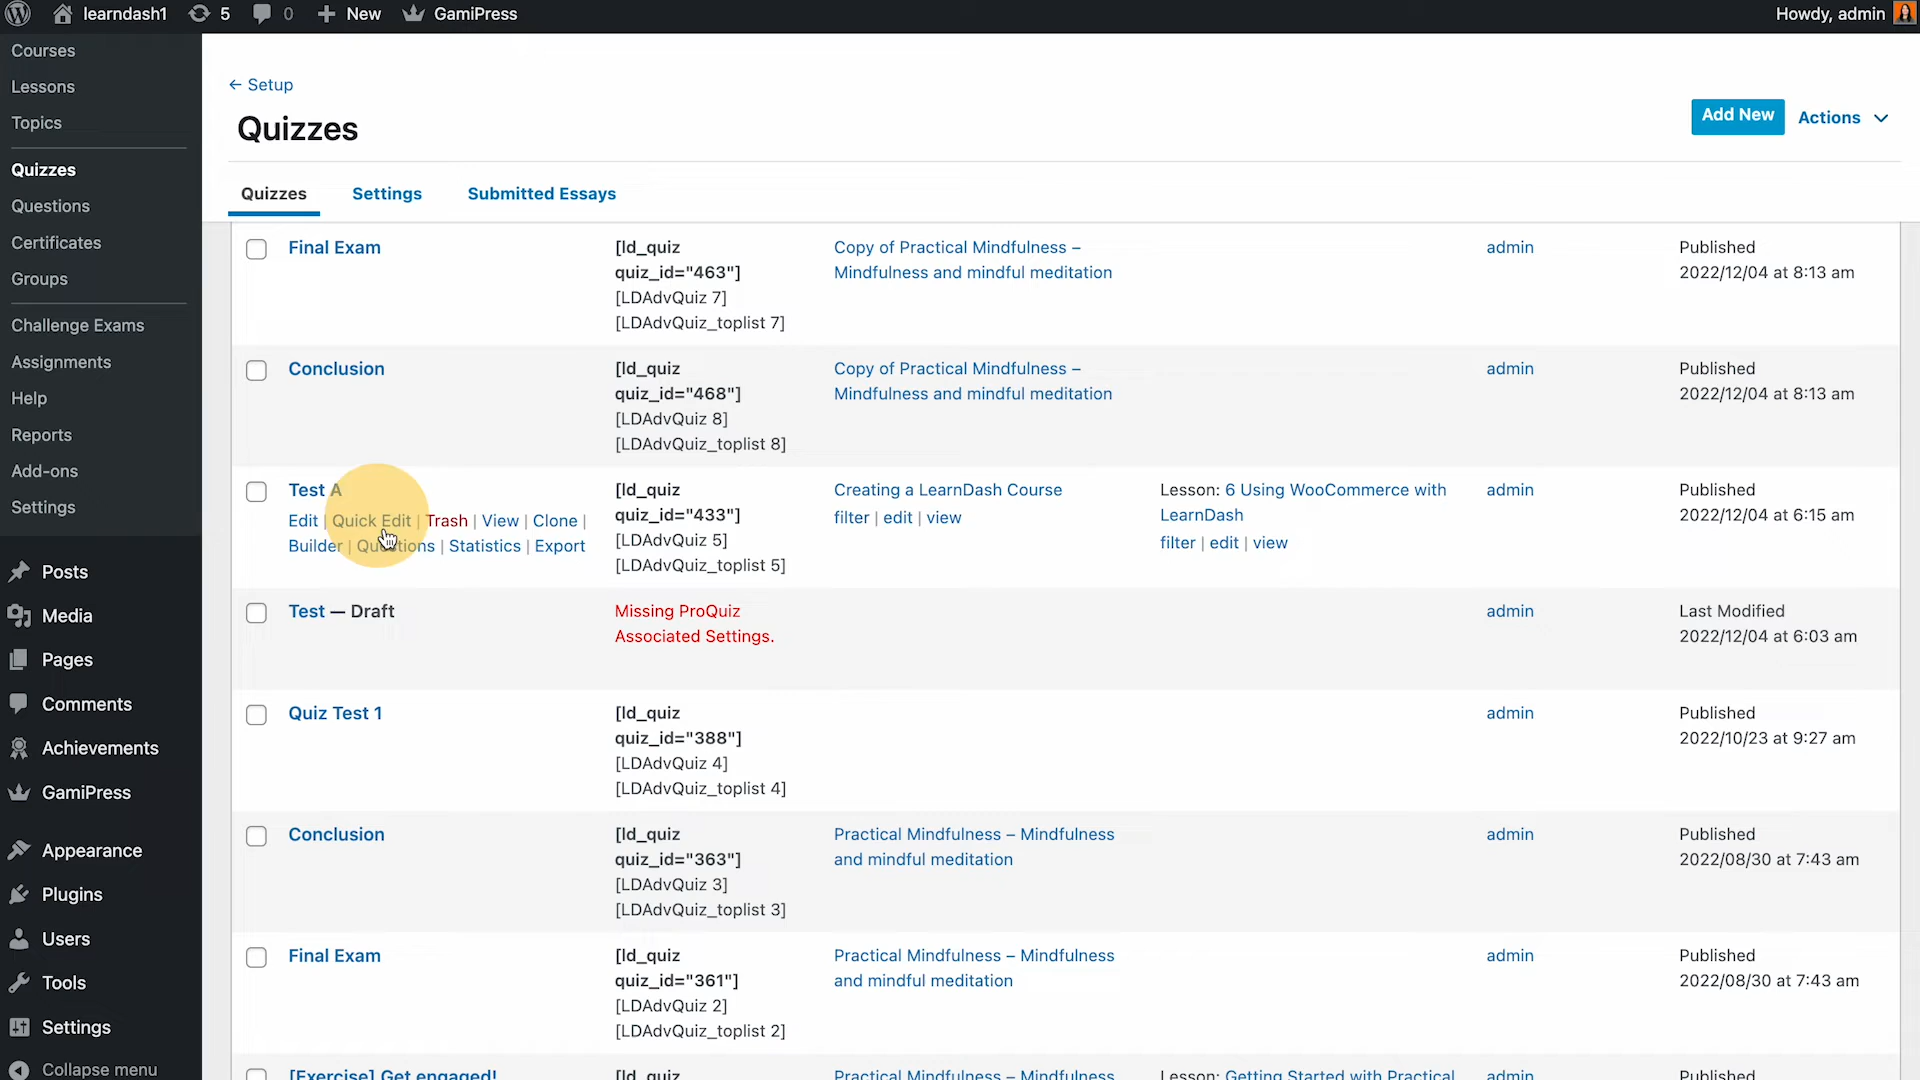 learndash1
5
0
New
GamiPress
Howdy, admin
Courses
Lessons
Topics
Quizzes
Questions
Certificates
Groups
Challenge Exams
Assignments
Help
Reports
Add-ons
Settings
Posts
Media
Pages
Comments
Achievements
GamiPress
Appearance
Plugins
Users
Tools
Settings
Collapse menu
← Setup
Quizzes
Add New
Actions
Quizzes
Settings
Submitted Essays
Final Exam
[ld_quiz
quiz_id="463"]
[LDAdvQuiz 7]
[LDAdvQuiz_toplist 7]
Copy of Practical Mindfulness –
Mindfulness and mindful meditation
admin
Published
2022/12/04 at 8:13 am
Conclusion
[ld_quiz
quiz_id="468"]
[LDAdvQuiz 8]
[LDAdvQuiz_toplist 8]
Copy of Practical Mindfulness –
Mindfulness and mindful meditation
admin
Published
2022/12/04 at 8:13 am
Test A
Edit | Quick Edit | Trash | View | Clone |
Builder | Questions | Statistics | Export
[ld_quiz
quiz_id="433"]
[LDAdvQuiz 5]
[LDAdvQuiz_toplist 5]
Creating a LearnDash Course
filter | edit | view
Lesson: 6 Using WooCommerce with
LearnDash
filter | edit | view
admin
Published
2022/12/04 at 6:15 am
Test — Draft
Missing ProQuiz
Associated Settings.
admin
Last Modified
2022/12/04 at 6:03 am
Quiz Test 1
[ld_quiz
quiz_id="388"]
[LDAdvQuiz 4]
[LDAdvQuiz_toplist 4]
admin
Published
2022/10/23 at 9:27 am
Conclusion
[ld_quiz
quiz_id="363"]
[LDAdvQuiz 3]
[LDAdvQuiz_toplist 3]
Practical Mindfulness – Mindfulness
and mindful meditation
admin
Published
2022/08/30 at 7:43 am
Final Exam
[ld_quiz
quiz_id="361"]
[LDAdvQuiz 2]
[LDAdvQuiz_toplist 2]
Practical Mindfulness – Mindfulness
and mindful meditation
admin
Published
2022/08/30 at 7:43 am
[Exercise] Get engaged!
[ld_quiz
Practical Mindfulness – Mindfulness
Lesson: Getting Started with Practical
admin
Published